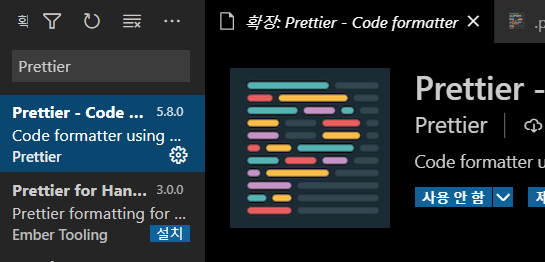 확
확장: Prettier - Code formatter
Prettier
Prettier - Code ... 5.8.0
Code formatter using ...
Prettier
Prettier for Han... 3.0.0
Prettier formatting for ...
Ember Tooling 설치
Prettier -
Prettier
Code formatter u
사용 안 함